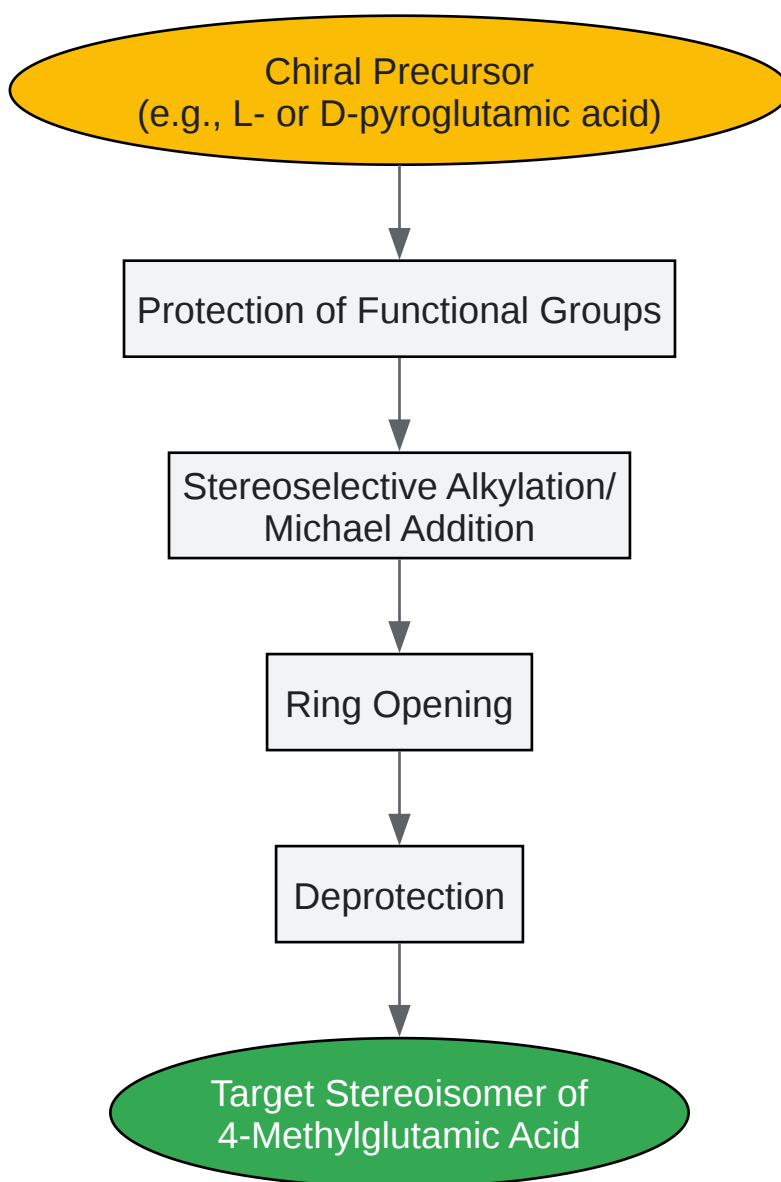 Chiral Precursor
(e.g., L- or D-pyroglutamic acid)
Protection of Functional Groups
Stereoselective Alkylation/
Michael Addition
Ring Opening
Deprotection
Target Stereoisomer of
4-Methylglutamic Acid